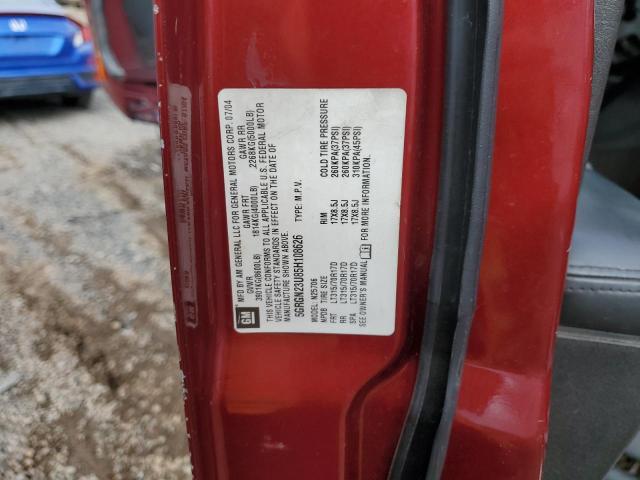 MFD BY AM GENERAL LLC FOR GENERAL MOTORS CORP. 07/04
GVWR GAWR FRT GAWR RR
3901KG(8600LB) 1814KG(4000LB) 2268KG(5000LB)
THIS VEHICLE CONFORMS TO ALL APPLICABLE U.S. FEDERAL MOTOR
VEHICLE SAFETY STANDARDS IN EFFECT ON THE DATE OF
MANUFACTURE SHOWN ABOVE.
GM
5GRGN23U85H108626 TYPE: M.P.V.
MODEL: N25706
NPDB TIRE SIZE RIM COLD TIRE PRESSURE
FRT LT315/70R17D 17X8.5J 260KPA(37PSI)
RR LT315/70R17D 17X8.5J 260KPA(37PSI)
SPA LT315/70R17D 17X8.5J 310KPA(45PSI)
SEE OWNER'S MANUAL FOR MORE INFORMATION.